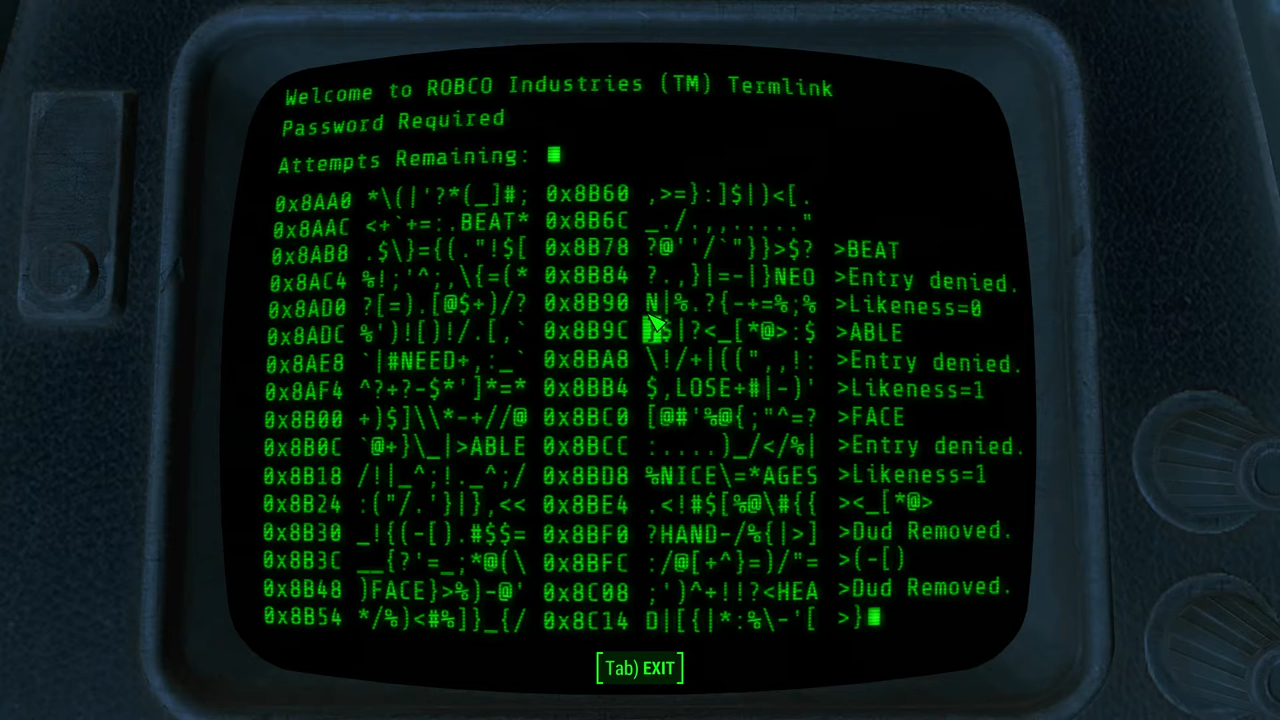 Welcome to ROBCO Industries (TM) Termlink
Password Required
Attempts Remaining:
0x8AA0 *\(|'?*(_]#; 0x8B60 ,>=}:]$|)<[.
0x8AAC <+`+=:.BEAT* 0x8B6C _./.,,....."
0x8AB8 .$\}={(."!$[ 0x8B78 ?@''/`"}}>$? >BEAT
0x8AC4 %!;'^;,\{=(* 0x8B84 ?.,}|=-|}NEO >Entry denied.
0x8AD0 ?[=).[@$+)/? 0x8B90 N|%.?{-+=%;% >Likeness=0
0x8ADC %')![)!/.[,` 0x8B9C }$|?<_[*@>:$ >ABLE
0x8AE8 `|#NEED+,:_` 0x8BA8 \!/+|((",,!: >Entry denied.
0x8AF4 ^?+?-$*']*=* 0x8BB4 $,LOSE+#|-)' >Likeness=1
0x8B00 +)$]\\*-+//@ 0x8BC0 [@#'%@{;"^=? >FACE
0x8B0C `@+}\_|>ABLE 0x8BCC :.....)_/</%| >Entry denied.
0x8B18 /!|_^;!._^;/ 0x8BD8 %NICE\=*AGES >Likeness=1
0x8B24 :("/.'}|},<< 0x8BE4 .<!#$[%@\#{{ ><_[*@>
0x8B30 _!{(-[).#$$= 0x8BF0 ?HAND-/%{|>] >Dud Removed.
0x8B3C __{?'=_;*@(\ 0x8BFC :/@[+^}=)/"= >(-[)
0x8B48 )FACE}>%)-@' 0x8C08 ;')^+!!?<HEA >Dud Removed.
0x8B54 */%)<#%]}_{/ 0x8C14 D|[{|*:%\-'[ >}
[Tab) EXIT]